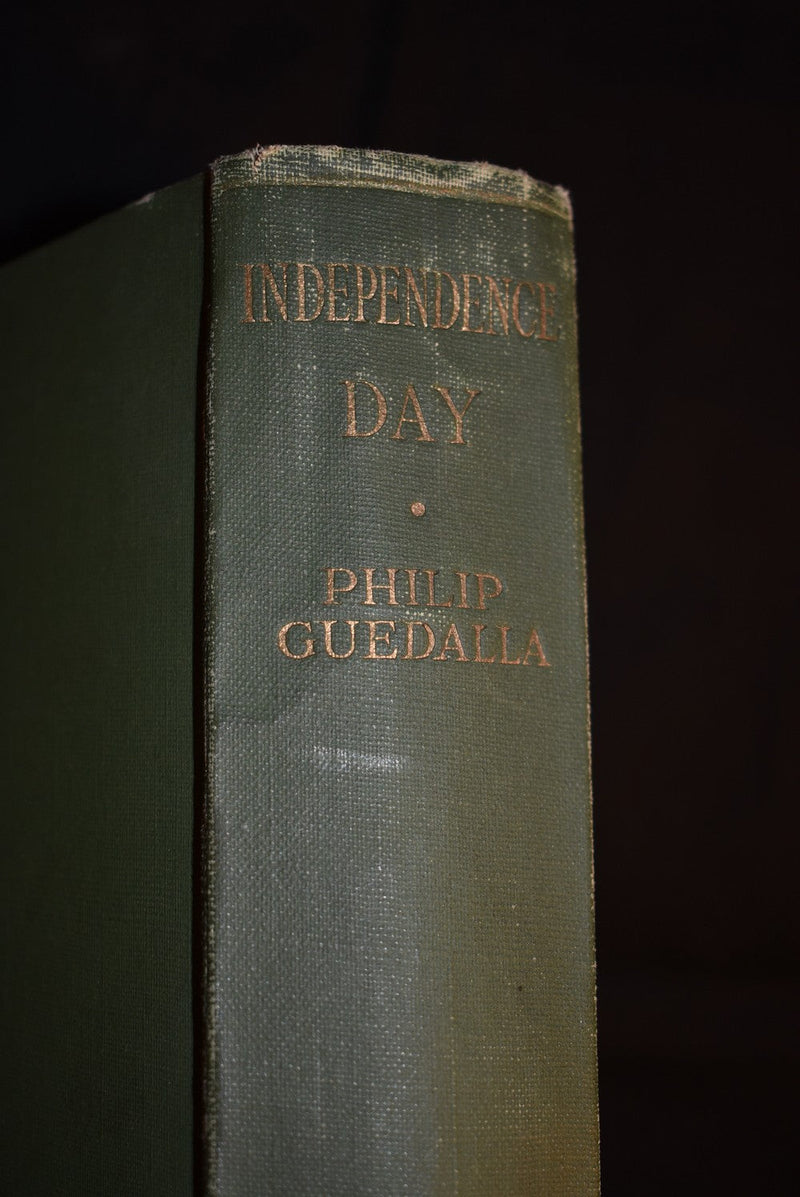 INDEPENDENCE
DAY
•
PHILIP
GUEDALLA